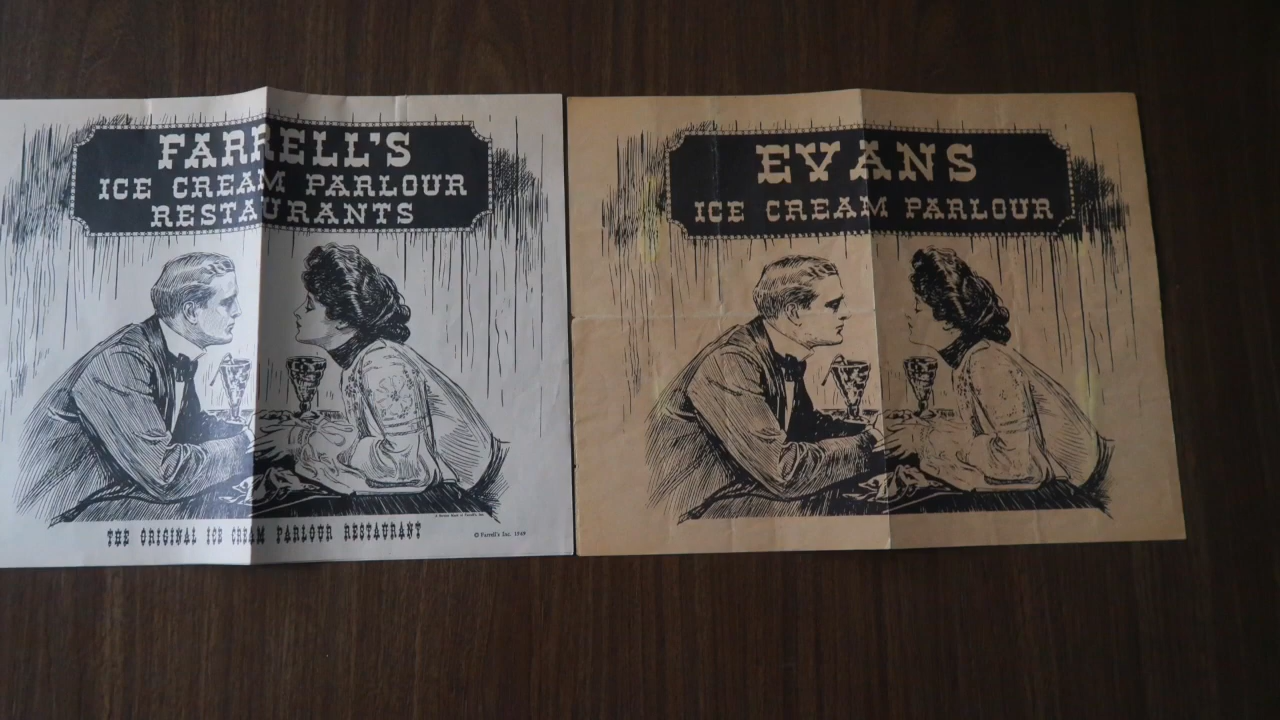 FARRELL'S
ICE CREAM PARLOUR
RESTAURANTS
THE ORIGINAL ICE CREAM PARLOUR RESTAURANT
© Farrell's Inc. 1969
EVANS
ICE CREAM PARLOUR